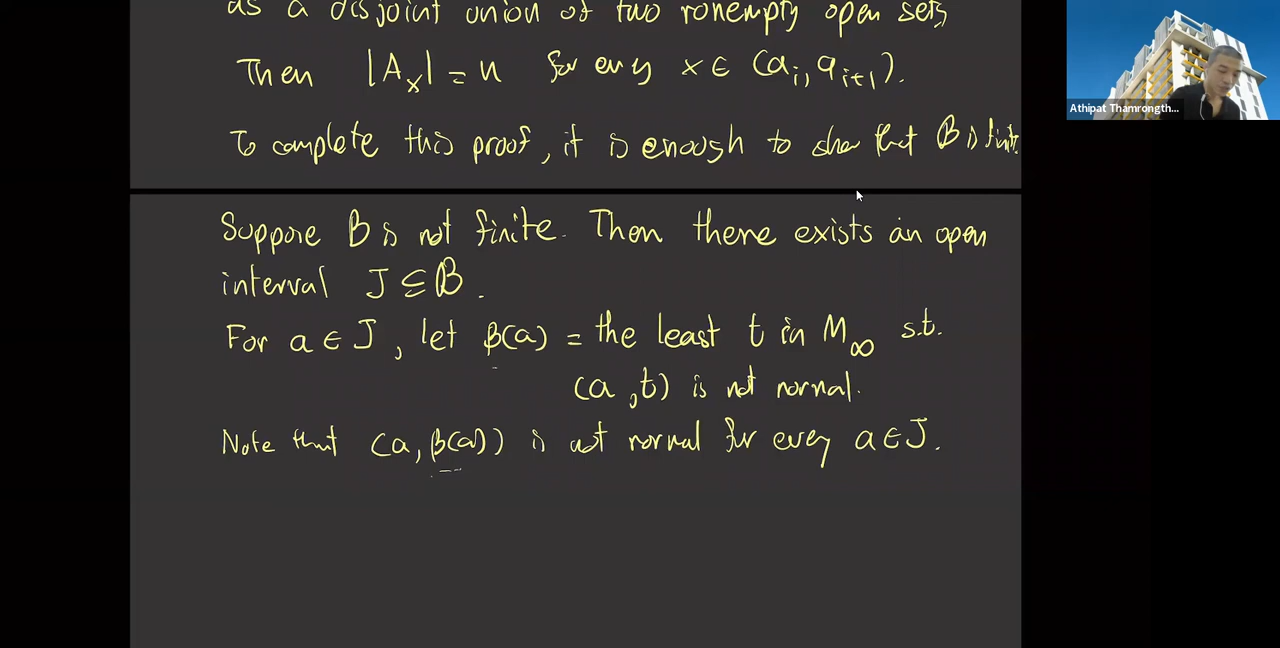 as a disjoint union of two nonempty open sets
Then |A_x| = n for every x ∈ (a_i, a_{i+1}).
To complete this proof, it is enough to show that B is finite.
Suppose B is not finite. Then there exists an open
interval J ⊆ B.
For a ∈ J, let β(a) = the least t in M_∞ s.t.
(a, t) is not normal.
Note that (a, β(a)) is not normal for every a ∈ J.
Athipat Thamrongth...